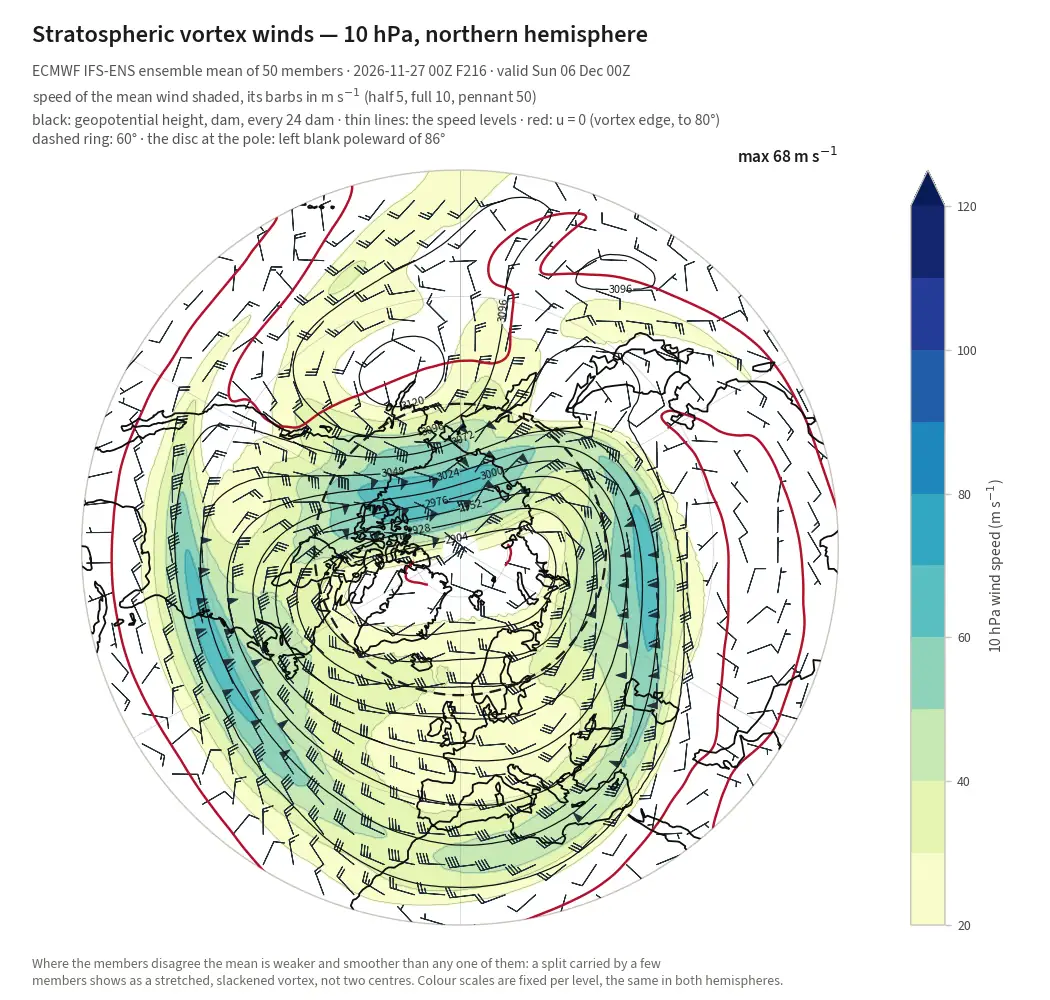 Stratospheric vortex winds — 10 hPa, northern hemisphere
ECMWF IFS-ENS ensemble mean of 50 members · 2026-11-27 00Z F216 · valid Sun 06 Dec 00Z
speed of the mean wind shaded, its barbs in m s⁻¹ (half 5, full 10, pennant 50)
black: geopotential height, dam, every 24 dam · thin lines: the speed levels · red: u = 0 (vortex edge, to 80°)
dashed ring: 60° · the disc at the pole: left blank poleward of 86°
max 68 m s⁻¹
120
100
80
60
40
20
10 hPa wind speed (m s⁻¹)
3096
3096
3120
3096
3072
3048
3024
3000
2976
2952
2928
2904
Where the members disagree the mean is weaker and smoother than any one of them: a split carried by a few
members shows as a stretched, slackened vortex, not two centres. Colour scales are fixed per level, the same in both hemispheres.